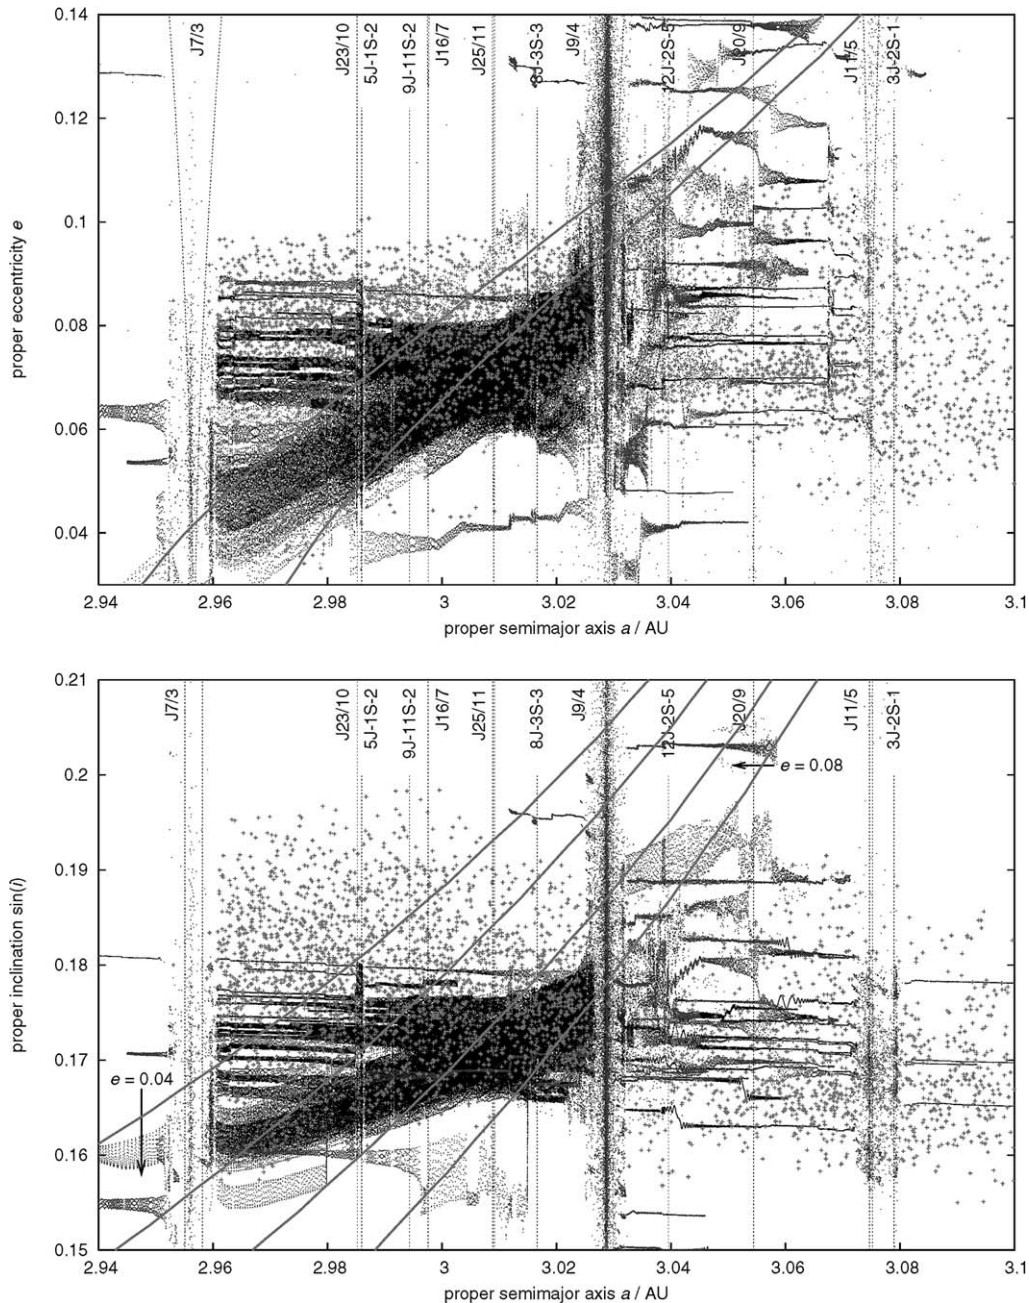 0.14
0.12
0.1
0.08
0.06
0.04
proper eccentricity e
J7/3
J23/10
5J-1S-2
9J-11S-2
J16/7
J25/11
8J-3S-3
J9/4
J20/9
J11/5
3J-2S-1
2.94
2.96
2.98
3
3.02
3.04
3.06
3.08
3.1
proper semimajor axis a / AU
0.21
0.2
0.19
0.18
0.17
0.16
0.15
proper inclination sin(i)
J7/3
J23/10
5J-1S-2
9J-11S-2
J16/7
J25/11
8J-3S-3
J9/4
12J-2S-5
J20/9
J11/5
3J-2S-1
e = 0.08
e = 0.04
2.94
2.96
2.98
3
3.02
3.04
3.06
3.08
3.1
proper semimajor axis a / AU